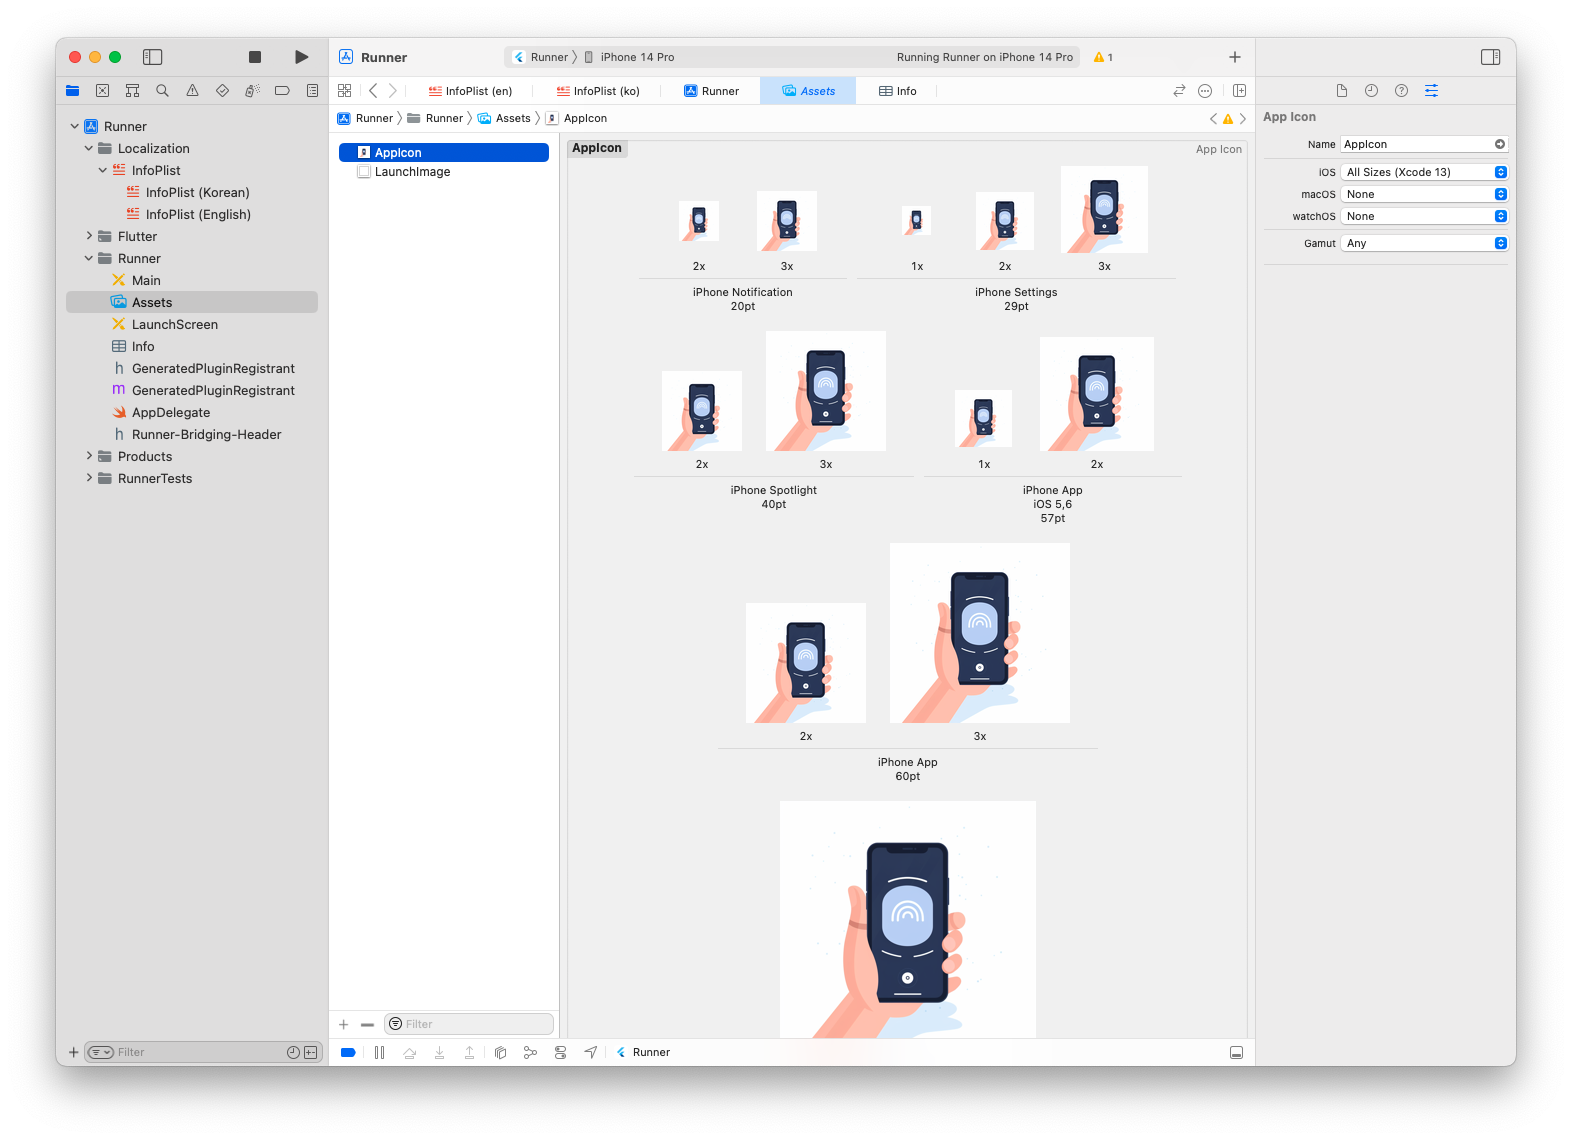 Runner
Runner
iPhone 14 Pro
Running Runner on iPhone 14 Pro
1
InfoPlist (en)
InfoPlist (ko)
Runner
Assets
Info
Runner
Runner
Assets
AppIcon
Runner
Localization
InfoPlist
InfoPlist (Korean)
InfoPlist (English)
Flutter
Runner
Main
Assets
LaunchScreen
Info
h GeneratedPluginRegistrant
m GeneratedPluginRegistrant
AppDelegate
h Runner-Bridging-Header
Products
RunnerTests
Filter
AppIcon
LaunchImage
Filter
AppIcon
App Icon
2x
3x
iPhone Notification
20pt
1x
2x
3x
iPhone Settings
29pt
2x
3x
iPhone Spotlight
40pt
1x
2x
iPhone App
iOS 5,6
57pt
2x
3x
iPhone App
60pt
Runner
App Icon
Name AppIcon
iOS All Sizes (Xcode 13)
macOS None
watchOS None
Gamut Any